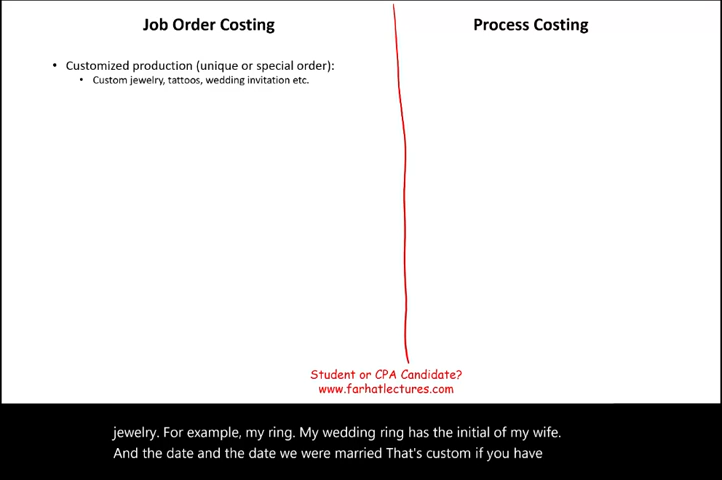 Job Order Costing
Process Costing
• Customized production (unique or special order):
• Custom jewelry, tattoos, wedding invitation etc.
Student or CPA Candidate?
www.farhatlectures.com
jewelry. For example, my ring. My wedding ring has the initial of my wife.
And the date and the date we were married That's custom if you have